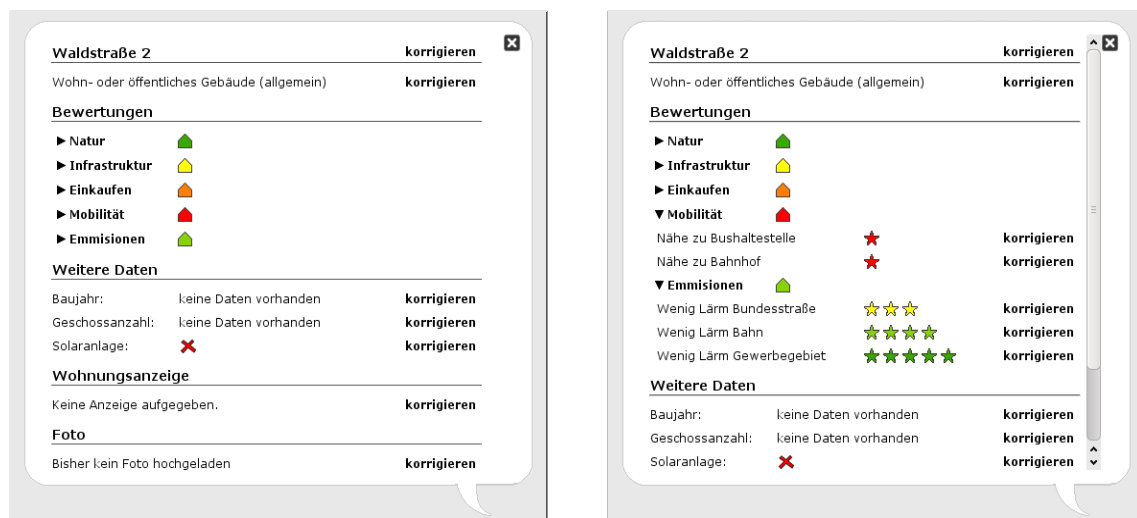 Waldstraße 2 korrigieren
Wohn- oder öffentliches Gebäude (allgemein) korrigieren
Bewertungen
Natur
Infrastruktur
Einkaufen
Mobilität
Emmisionen
Weitere Daten
Baujahr: keine Daten vorhanden korrigieren
Geschossanzahl: keine Daten vorhanden korrigieren
Solaranlage: korrigieren
Wohnungsanzeige
Keine Anzeige aufgegeben. korrigieren
Foto
Bisher kein Foto hochgeladen korrigieren
Waldstraße 2 korrigieren
Wohn- oder öffentliches Gebäude (allgemein) korrigieren
Bewertungen
Natur
Infrastruktur
Einkaufen
Mobilität
Nähe zu Bushaltestelle korrigieren
Nähe zu Bahnhof korrigieren
Emmisionen
Wenig Lärm Bundesstraße korrigieren
Wenig Lärm Bahn korrigieren
Wenig Lärm Gewerbegebiet korrigieren
Weitere Daten
Baujahr: keine Daten vorhanden korrigieren
Geschossanzahl: keine Daten vorhanden korrigieren
Solaranlage: korrigieren